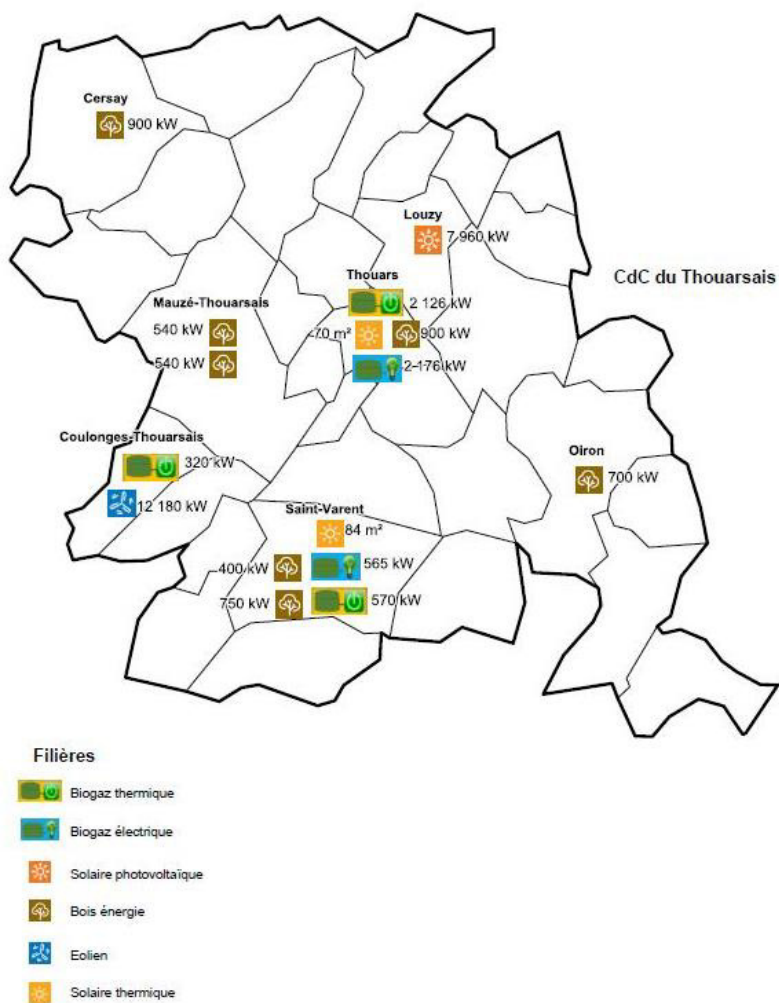 Cersay
900 kW
Louzy
7 960 kW
CdC du Thouarsais
Thouars
2 126 kW
Mauzé-Thouarsais
540 kW
70 m²
900 kW
540 kW
2 176 kW
Coulonges-Thouarsais
320 kW
Oiron
700 kW
12 180 kW
Saint-Varent
84 m²
400 kW
565 kW
750 kW
570 kW
Filières
Biogaz thermique
Biogaz électrique
Solaire photovoltaïque
Bois énergie
Eolien
Solaire thermique